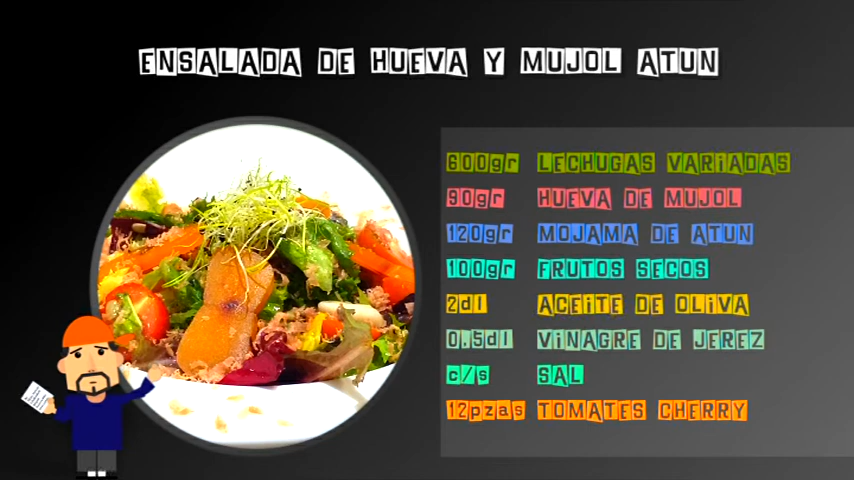 ENSALADA DE HUEVA Y MUJOL ATUN
600gr LECHUGAS VARiADAS
90gr HUEVA DE MUJOL
120gr MOJAMA DE ATUN
100gr FRUTOS SECOS
2dl ACEITE DE OLIVA
0.5dl ViNAGRE DE JEREZ
c/s SAL
12pzas TOMATES CHERRY